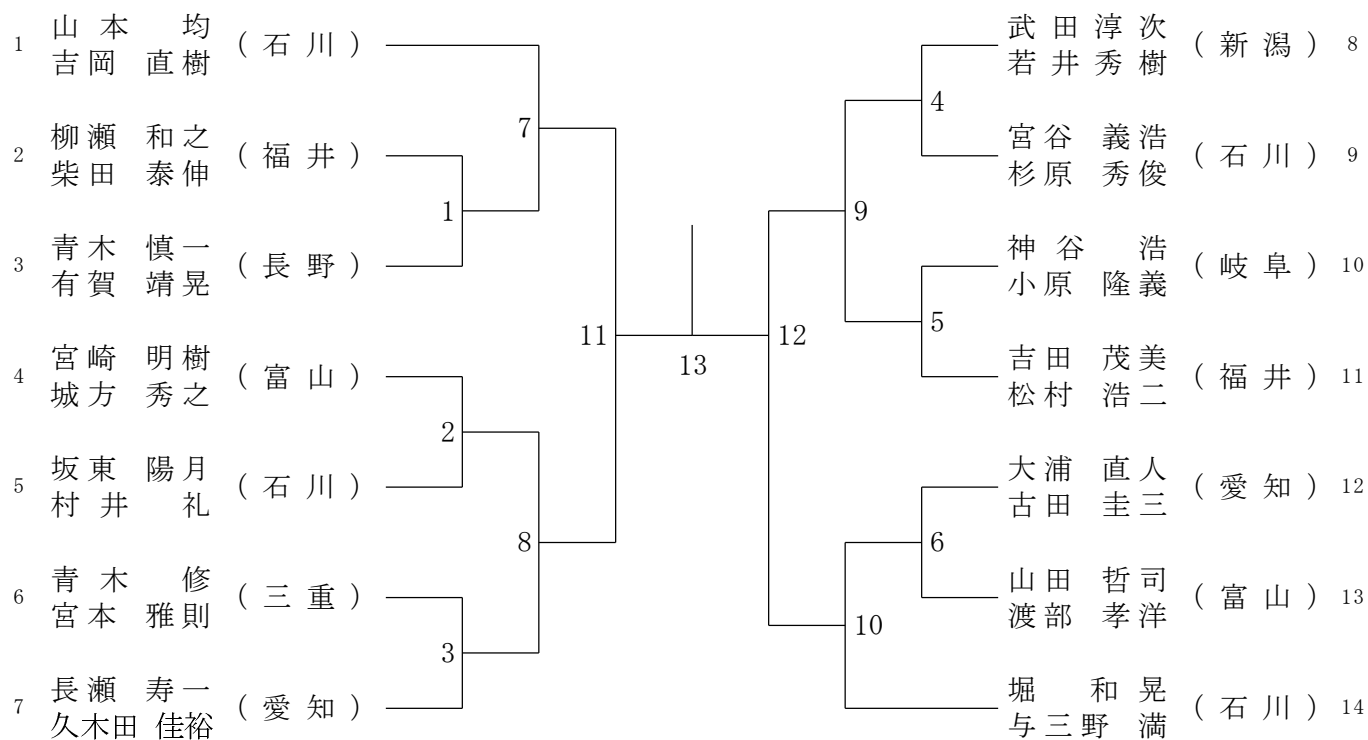 1 山本 均 (石川)
吉岡 直樹
2 柳瀬 和之 (福井)
柴田 泰伸
3 青木 慎一 (長野)
有賀 靖晃
4 宮崎 明樹 (富山)
城方 秀之
5 坂東 陽月 (石川)
村井 礼
6 青木 修 (三重)
宮本 雅則
7 長瀬 寿一 (愛知)
久木田 佳裕
7
1
2
8
3
11
13
12
4
9
5
6
10
武田淳次 (新潟) 8
若井秀樹
宮谷 義浩 (石川) 9
杉原 秀俊
神谷 浩 (岐阜) 10
小原 隆義
吉田 茂美 (福井) 11
松村 浩二
大浦 直人 (愛知) 12
古田 圭三
山田 哲司 (富山) 13
渡部 孝洋
堀 和晃 (石川) 14
与三野 満